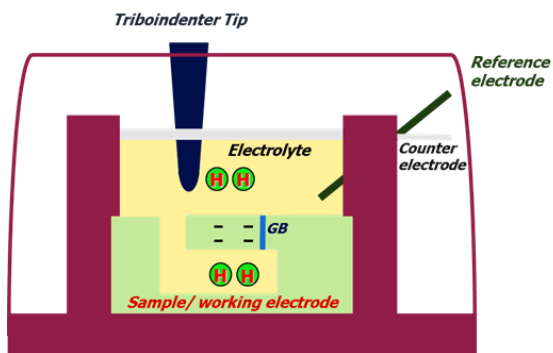 Triboindenter Tip
Reference
electrode
Counter
electrode
Electrolyte
H H
GB
H H
Sample/ working electrode